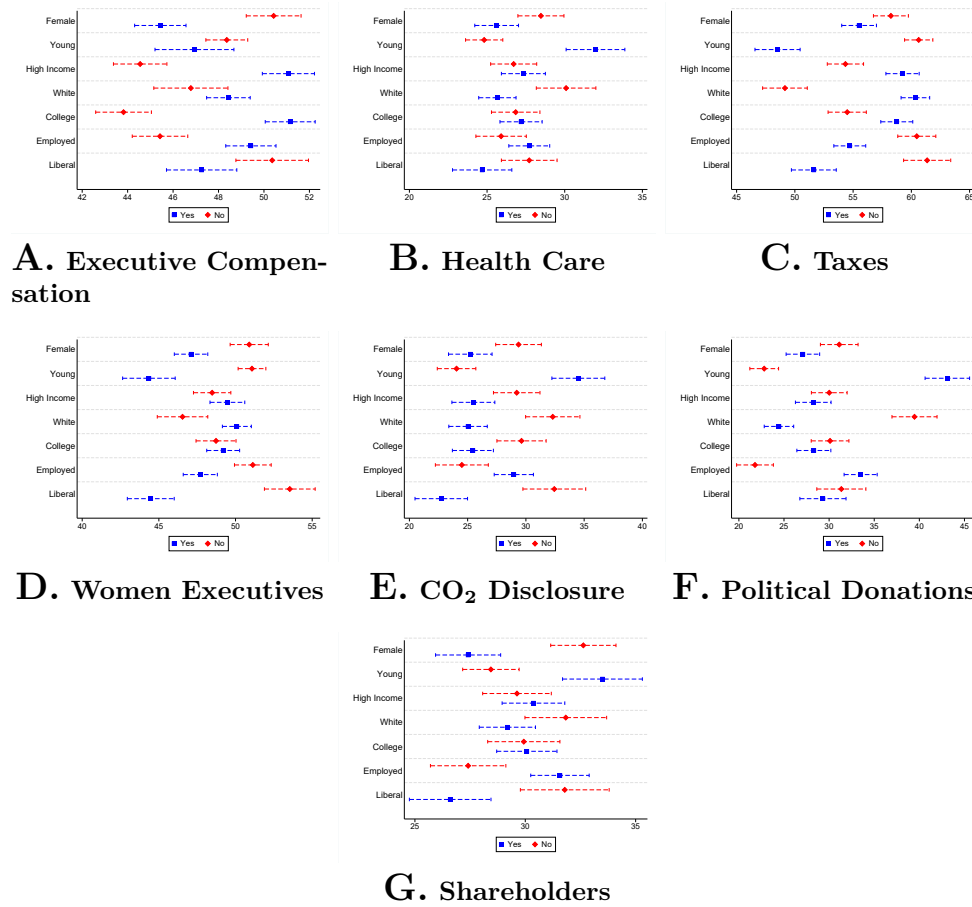 Female
Young
High Income
White
College
Employed
Liberal
42 44 46 48 50 52
Yes No
A. Executive Compen-
sation
Female
Young
High Income
White
College
Employed
Liberal
20 25 30 35
Yes No
B. Health Care
Female
Young
High Income
White
College
Employed
Liberal
45 50 55 60 65
Yes No
C. Taxes
Female
Young
High Income
White
College
Employed
Liberal
40 45 50 55
Yes No
D. Women Executives
Female
Young
High Income
White
College
Employed
Liberal
20 25 30 35 40
Yes No
E. CO₂ Disclosure
Female
Young
High Income
White
College
Employed
Liberal
20 25 30 35 40 45
Yes No
F. Political Donations
Female
Young
High Income
White
College
Employed
Liberal
25 30 35
Yes No
G. Shareholders